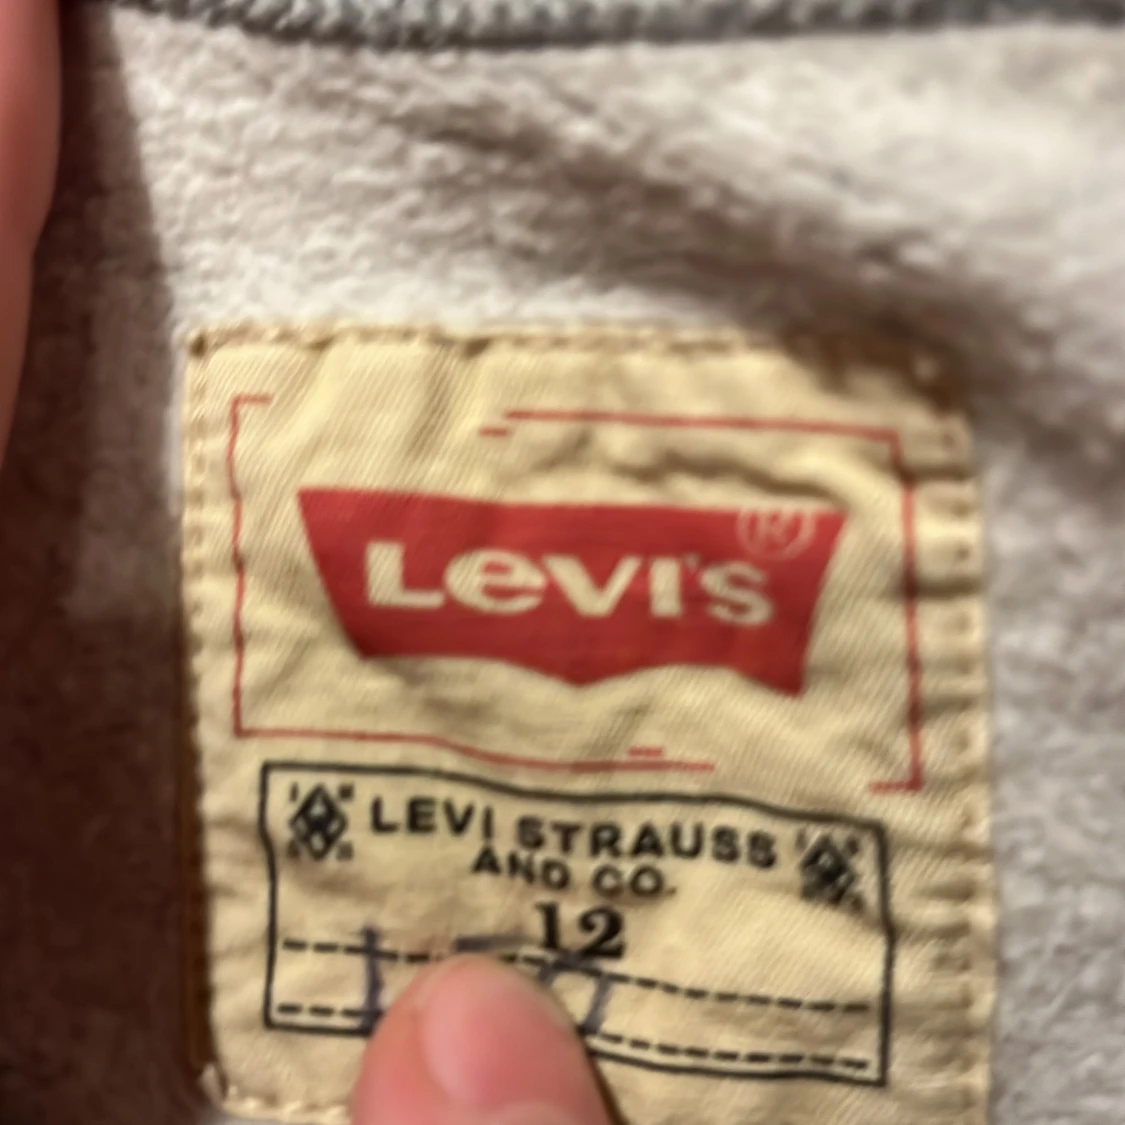 LEVI'S ®
LEVI STRAUSS
AND CO.
12